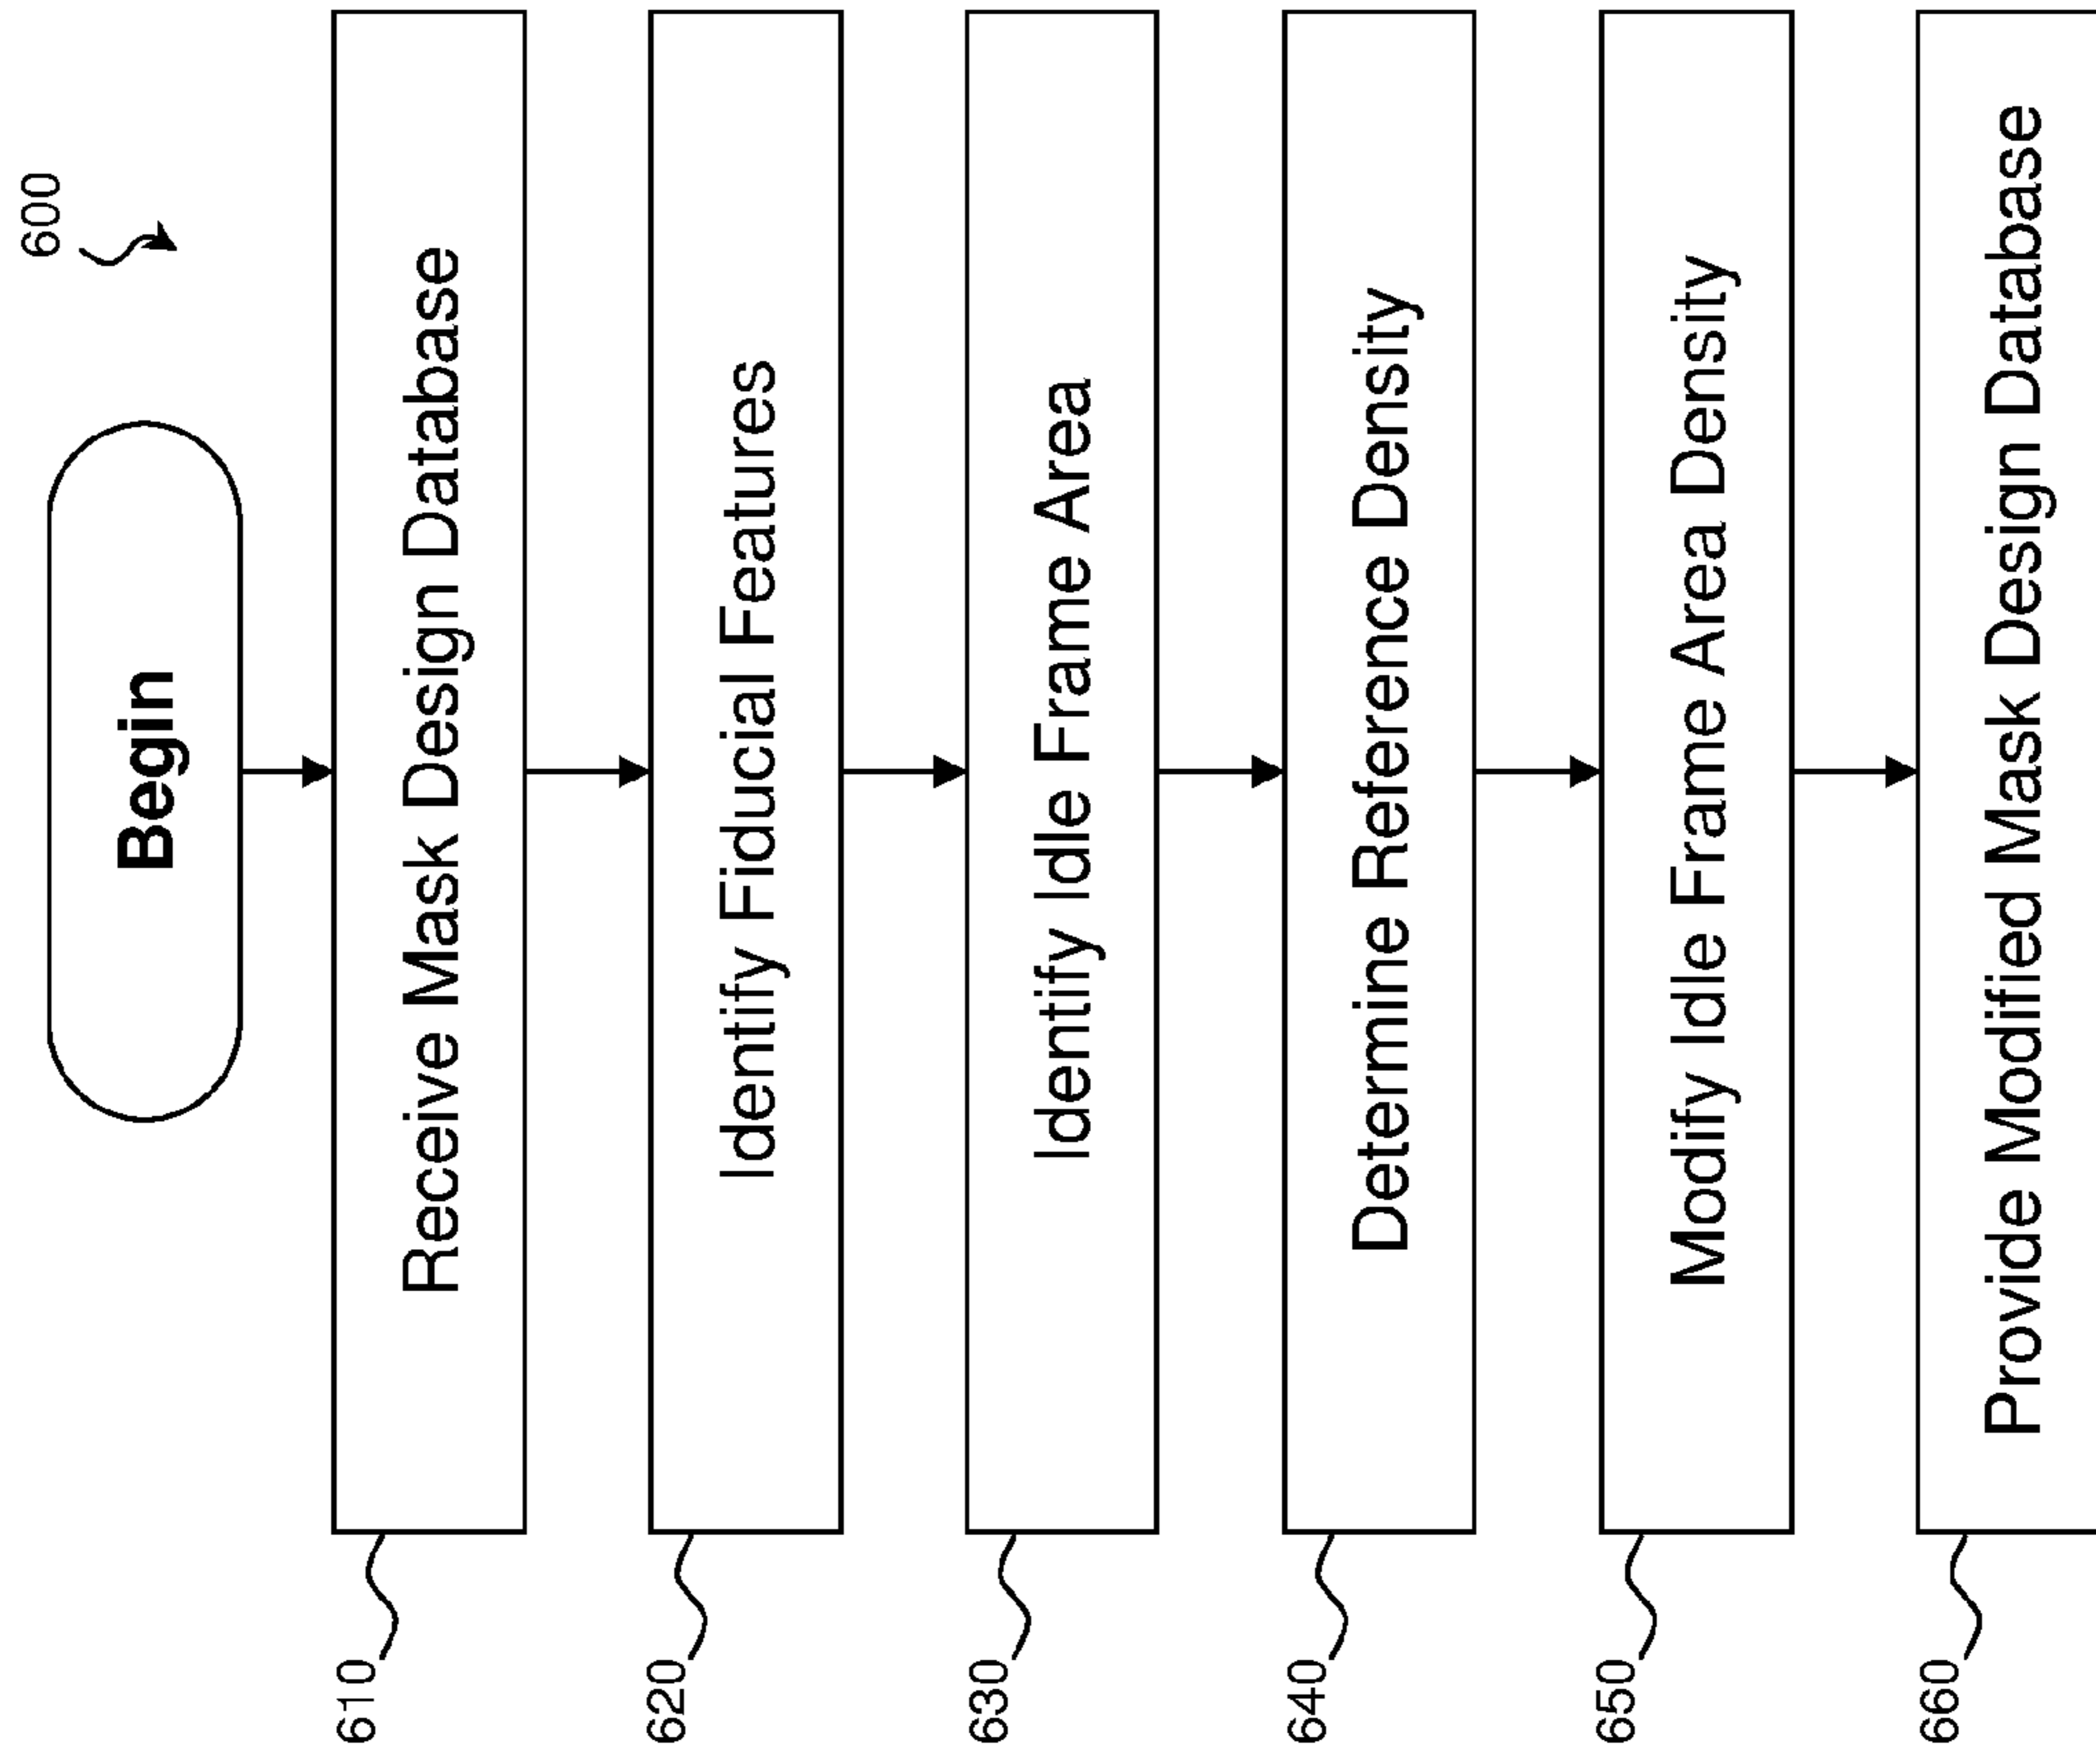 600
Begin
610
Receive Mask Design Database
620
Identify Fiducial Features
630
Identify Idle Frame Area
640
Determine Reference Density
650
Modify Idle Frame Area Density
660
Provide Modified Mask Design Database